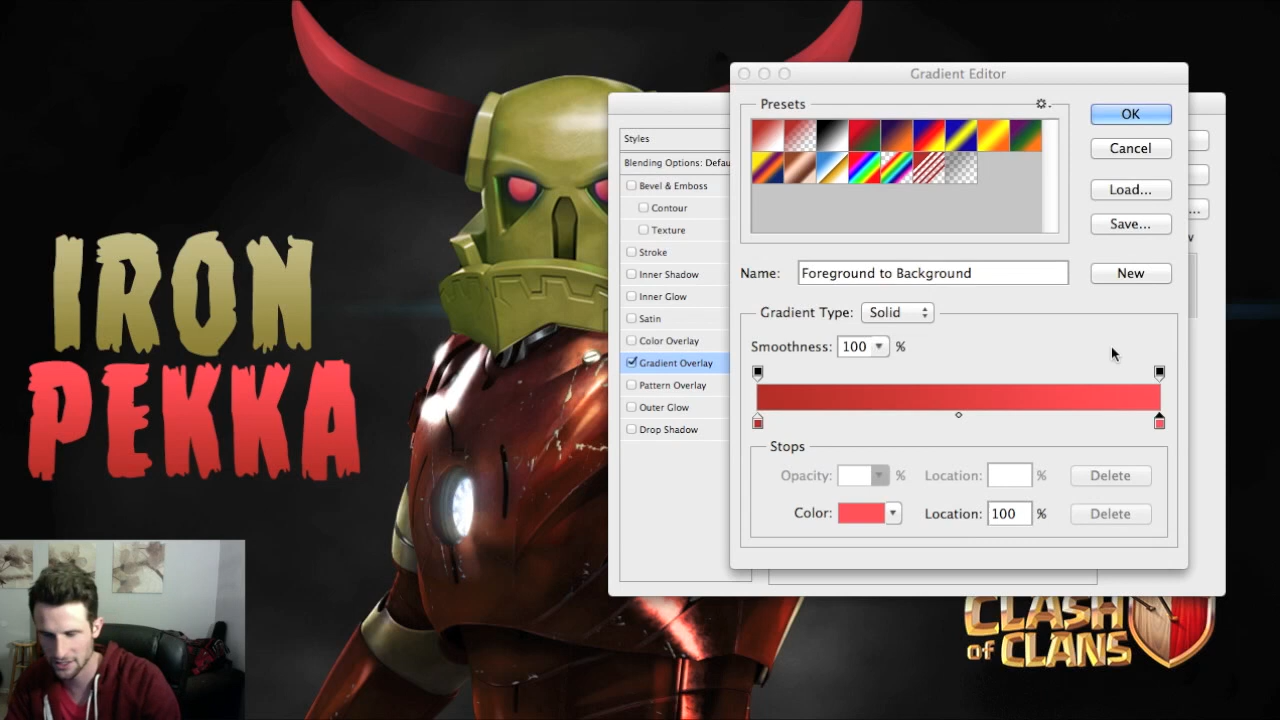 IRON
PEKKA
Styles
Blending Options: Defau
Bevel & Emboss
Contour
Texture
Stroke
Inner Shadow
Inner Glow
Satin
Color Overlay
Gradient Overlay
Pattern Overlay
Outer Glow
Drop Shadow
Gradient Editor
Presets
OK
Cancel
Load...
Save...
Name: Foreground to Background
New
Gradient Type: Solid
Smoothness: 100 %
Stops
Opacity: % Location: % Delete
Color: Location: 100 % Delete
CLASH
OF CLANS